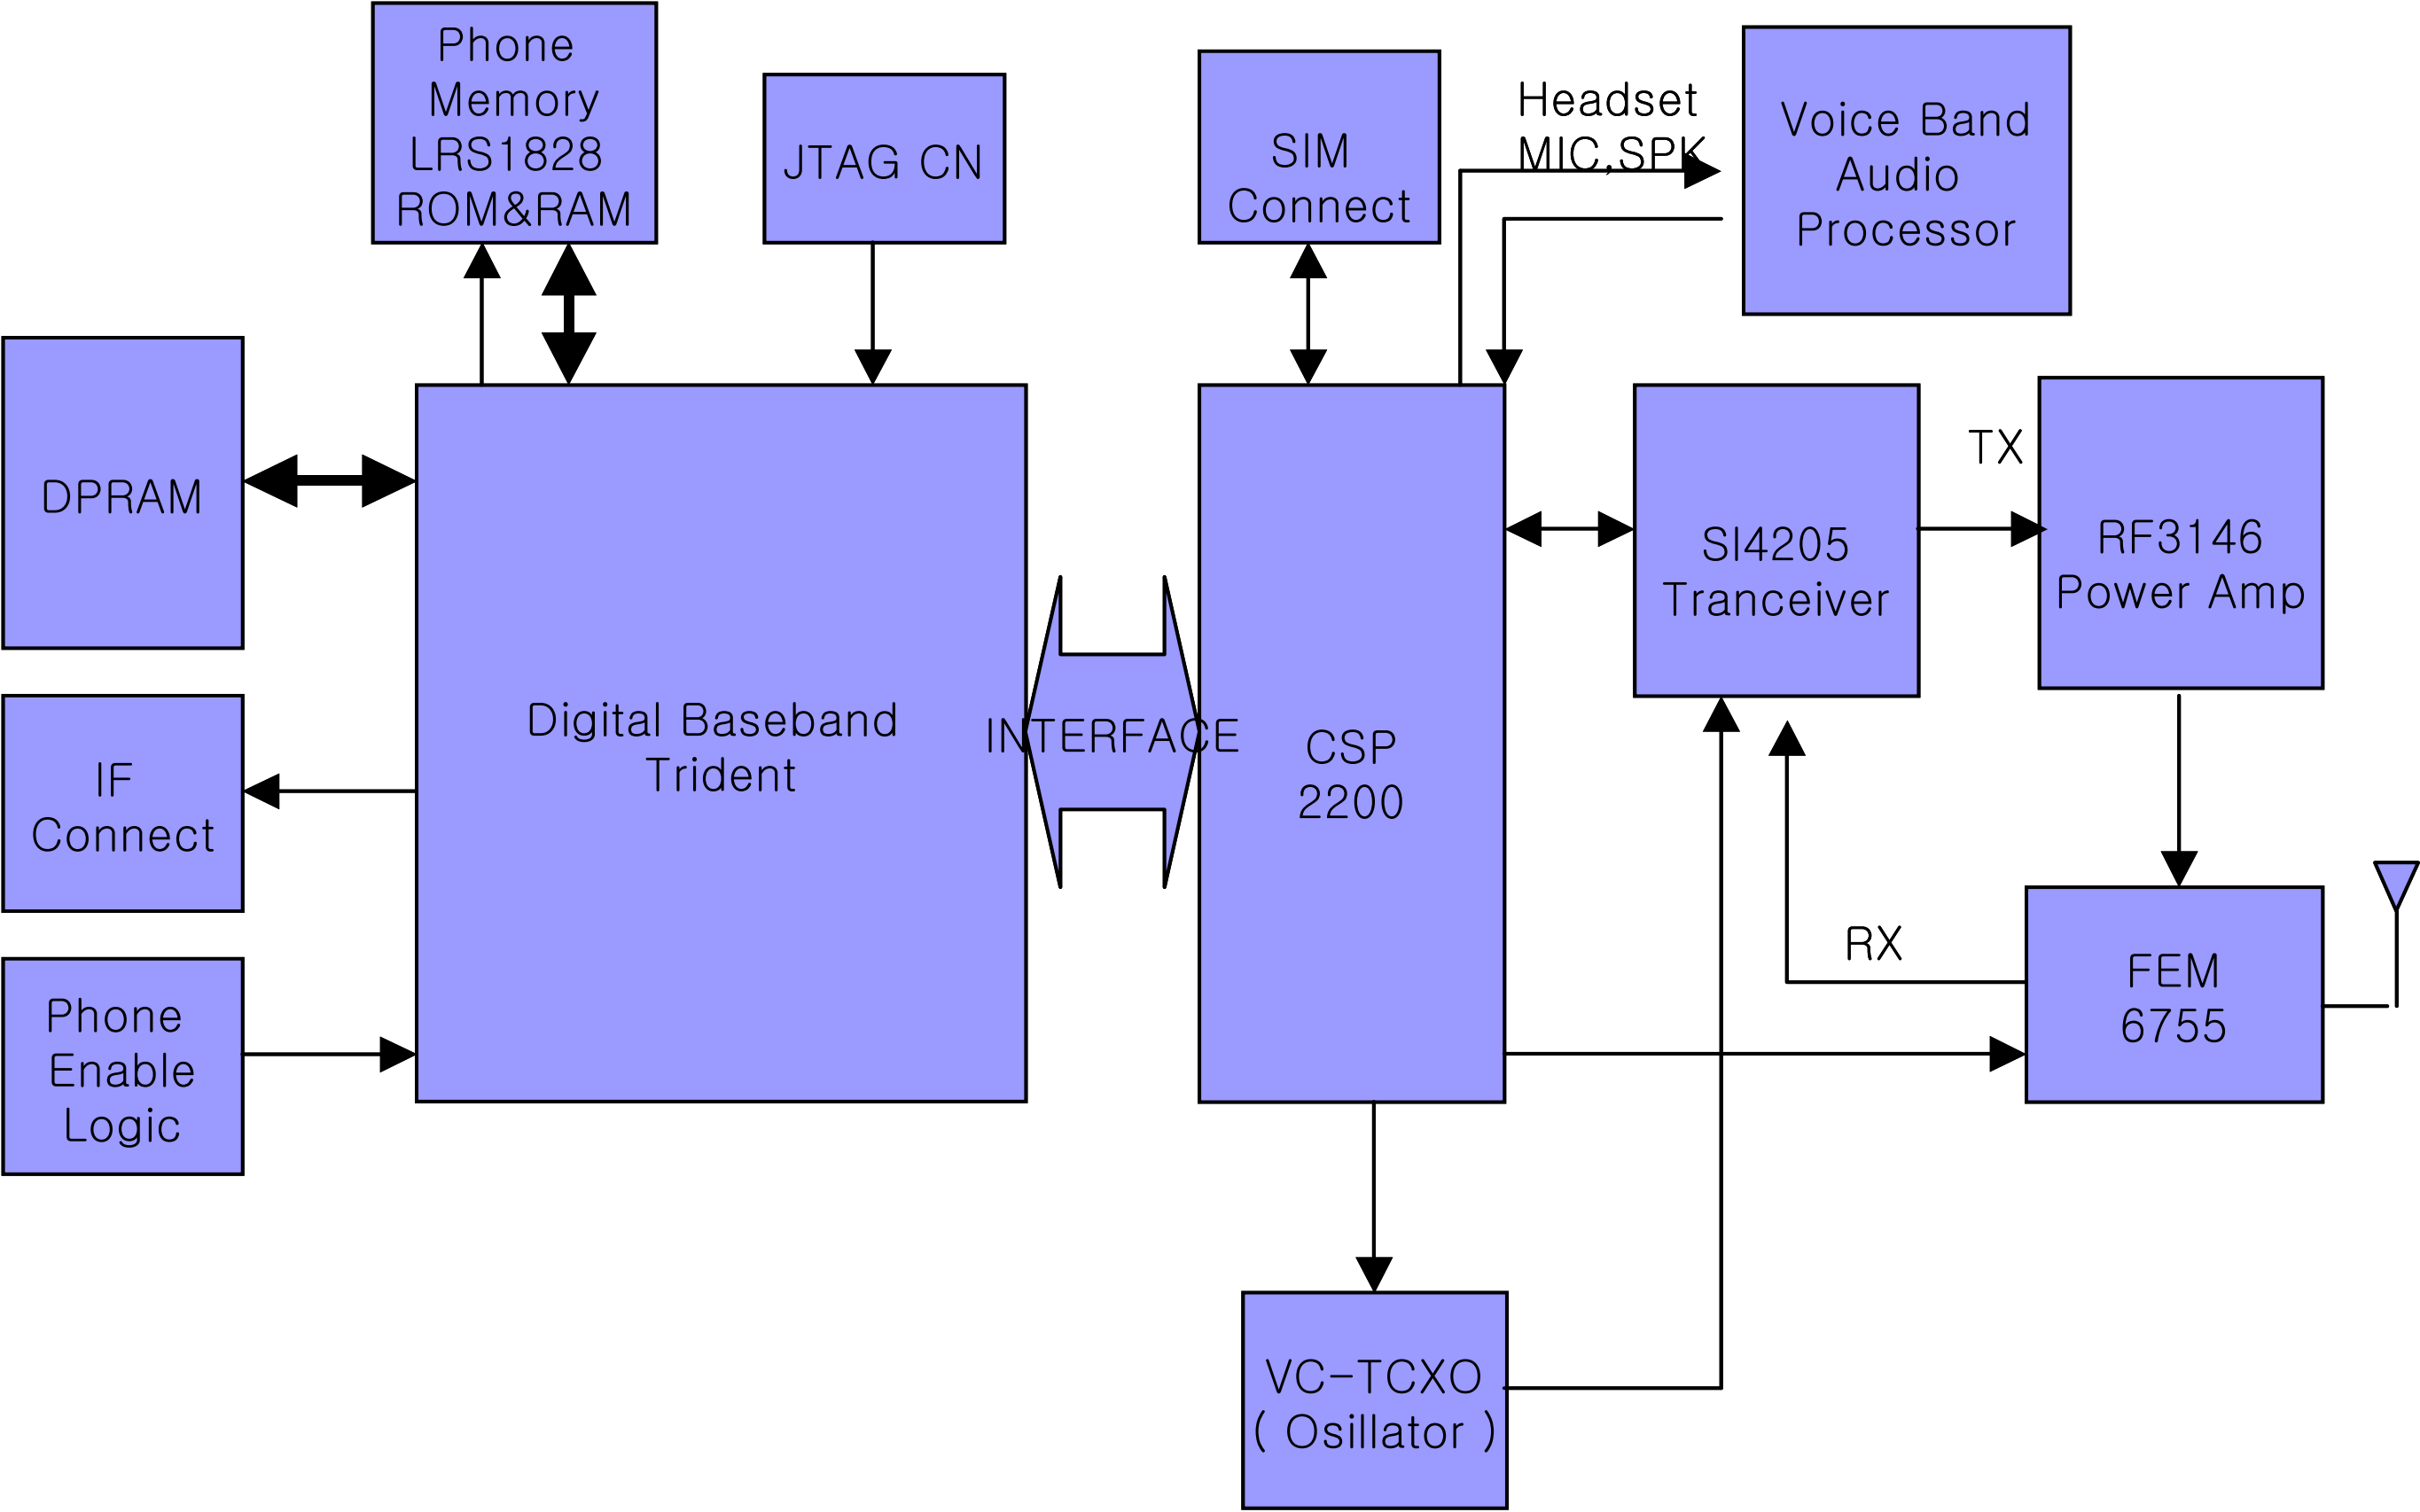 Phone
Memory
LRS1828
ROM&RAM
JTAG CN
SIM
Connect
Headset
MIC,SPK
Voice Band
Audio
Processor
DPRAM
TX
SI4205
Tranceiver
RF3146
Power Amp
Digital Baseband
Trident
INTERFACE
CSP
2200
IF
Connect
RX
FEM
6755
Phone
Enable
Logic
VC-TCXO
( Osillator )